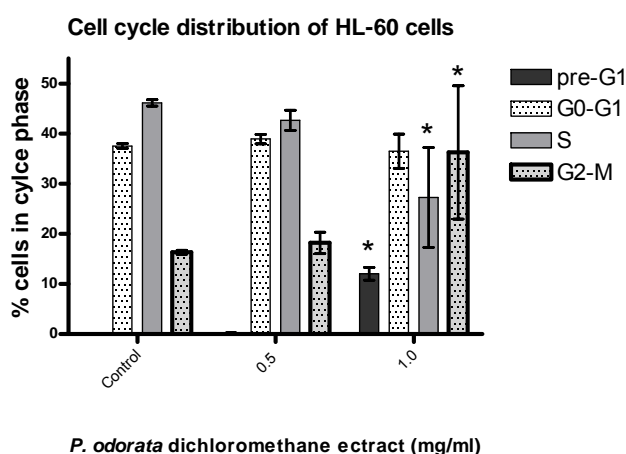 Cell cycle distribution of HL-60 cells
% cells in cylce phase
50
40
30
20
10
0
Control
0.5
1.0
*
*
*
pre-G1
G0-G1
S
G2-M
P. odorata dichloromethane ectract (mg/ml)